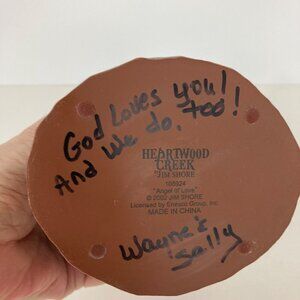 God Loves you!
And we do, too!
HEARTWOOD
CREEK
BY JIM SHORE
"Angel of Love"
© 2002 JIM SHORE
Licensed by Enesco Group, Inc.
MADE IN CHINA
Wayne &
Sally